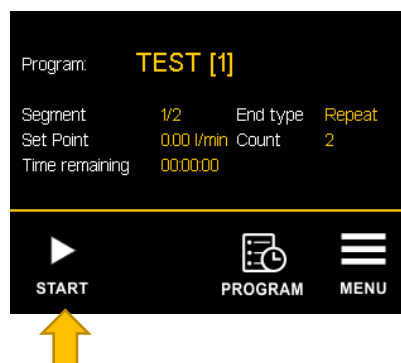 Program: TEST [1]
Segment 1/2 End type Repeat
Set Point 0.00 l/min Count 2
Time remaining 00:00:00
START PROGRAM MENU